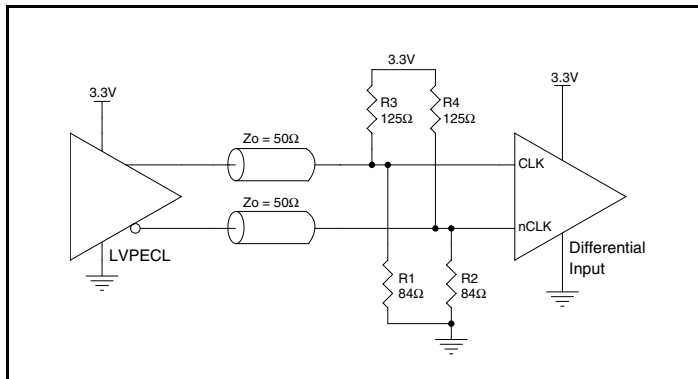 3.3V
3.3V
3.3V
R3
125Ω
R4
125Ω
Zo = 50Ω
CLK
Zo = 50Ω
nCLK
LVPECL
Differential
Input
R1
84Ω
R2
84Ω